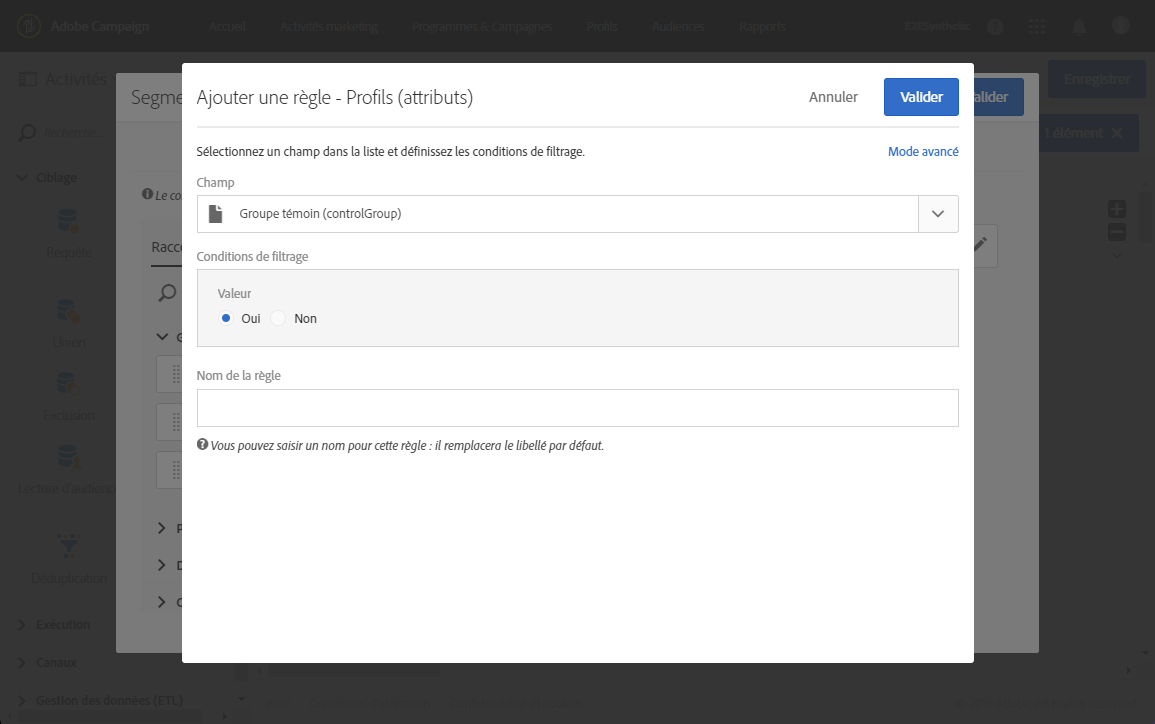 Adobe Campaign Accueil Activités marketing Programmes & Campagnes Profils Audiences Rapports E2ESynthetic
Activités
Enregistrer
Segme
Ajouter une règle - Profils (attributs)
Annuler
Valider
alider
Recherche...
1 élément
Sélectionnez un champ dans la liste et définissez les conditions de filtrage.
Mode avancé
Ciblage
Champ
Le co
Groupe témoin (controlGroup)
Requête
Racco
Conditions de filtrage
Valeur
Oui
Non
Union
G
Nom de la règle
Exclusion
Vous pouvez saisir un nom pour cette règle : il remplacera le libellé par défaut.
Lecture d'audience
P
D
Déduplication
C
Exécution
Canaux
Gestion des données (ETL)